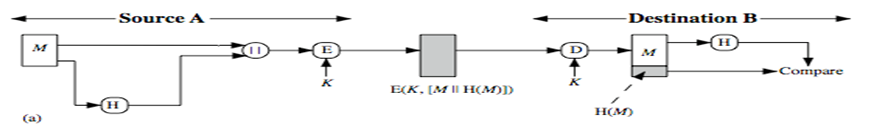 Source A
Destination B
M
||
E
D
M
H
Compare
K
K
E(K, [M || H(M)])
H
H(M)
(a)